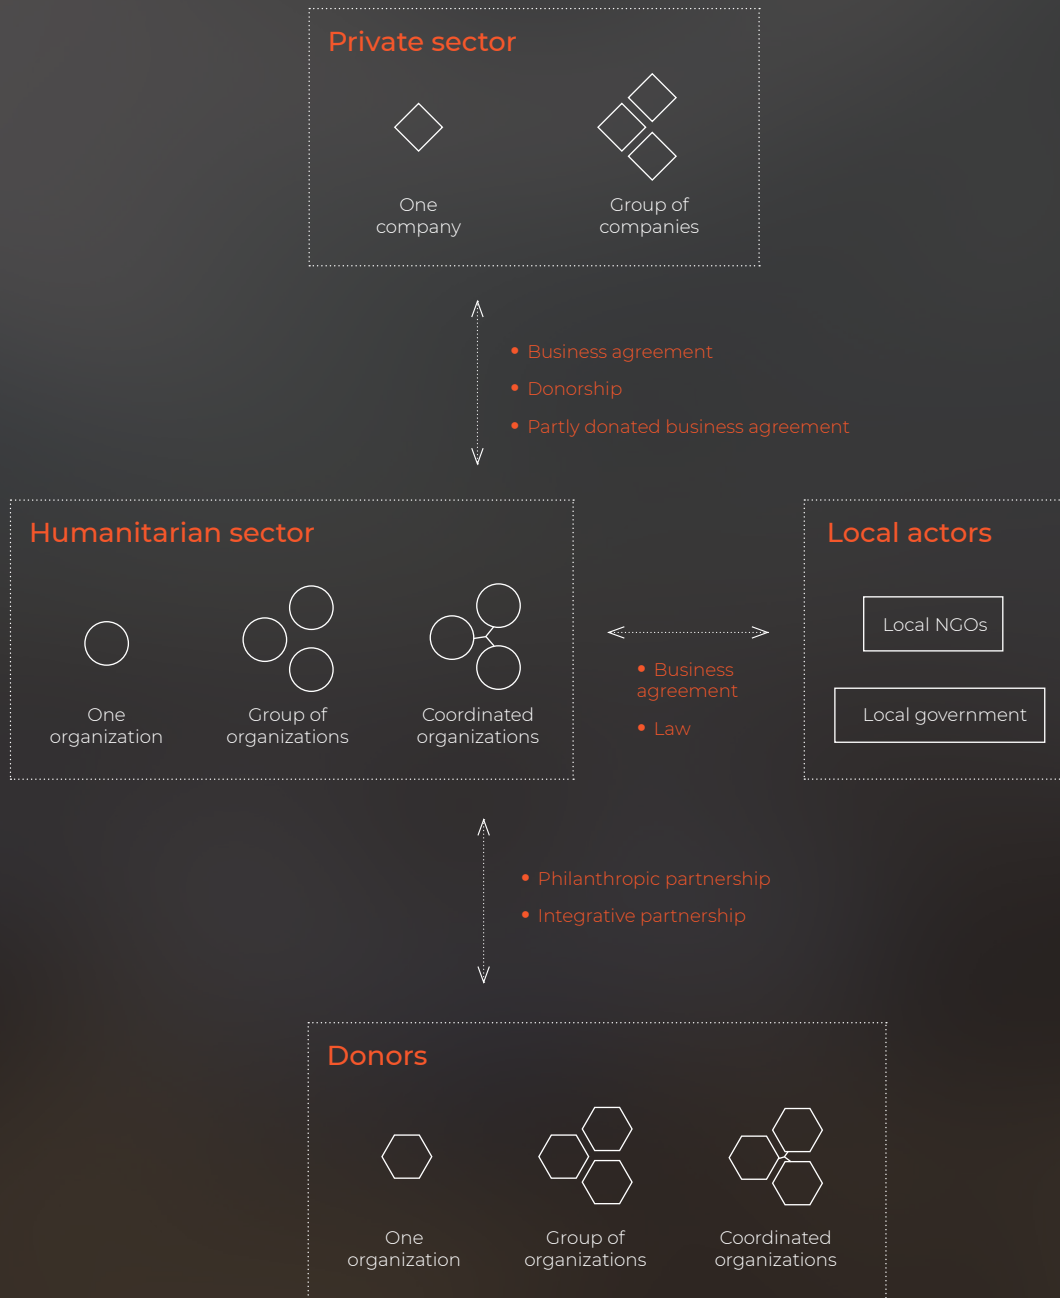 Private sector
One
company
Group of
companies
• Business agreement
• Donorship
• Partly donated business agreement
Humanitarian sector
One
organization
Group of
organizations
Coordinated
organizations
• Business
agreement
• Law
Local actors
Local NGOs
Local government
• Philanthropic partnership
• Integrative partnership
Donors
One
organization
Group of
organizations
Coordinated
organizations